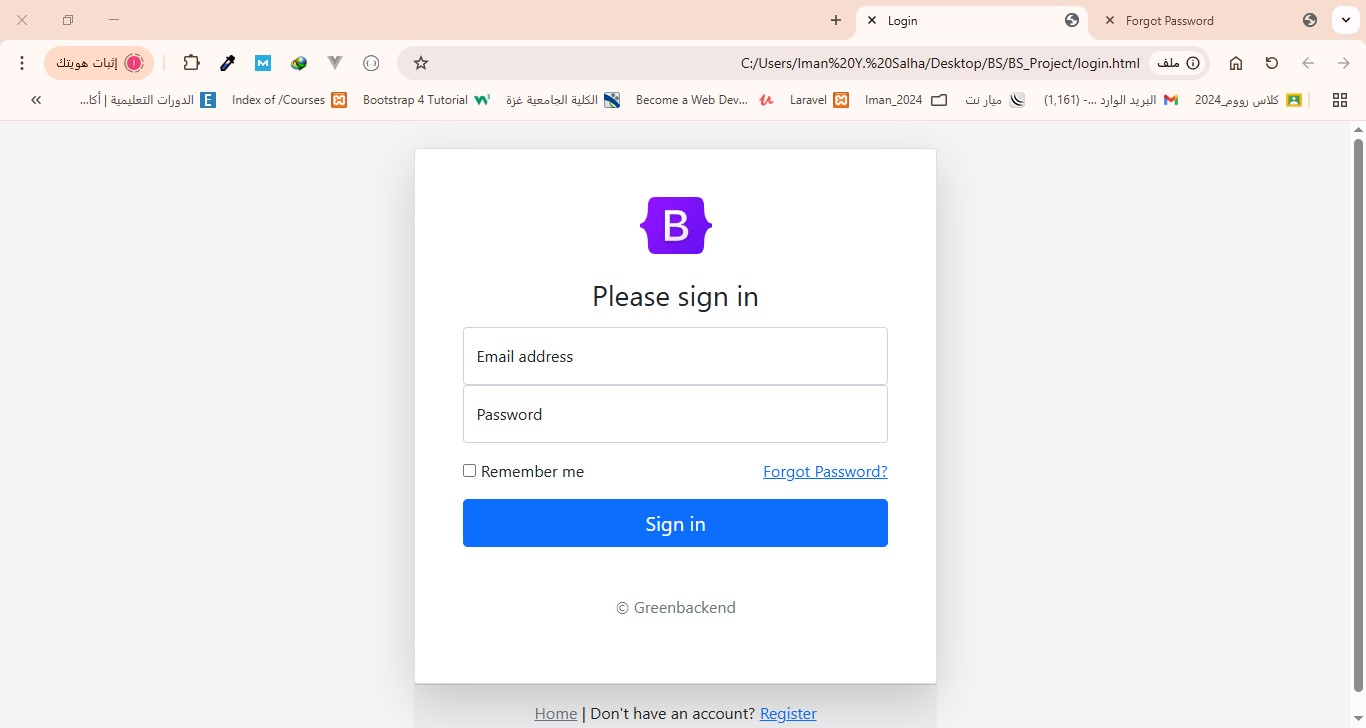 Login
Forgot Password
إثبات هويتك
C:/Users/Iman%20Y.%20Salha/Desktop/BS/BS_Project/login.html
ملف
كلاس رووم_2024
البريد الوارد ...- (1,161)
ميار نت
Iman_2024
Laravel
Become a Web Dev...
الكلية الجامعية غزة
Bootstrap 4 Tutorial
Index of /Courses
الدورات التعليمية | أكا...
B
Please sign in
Email address
Password
Remember me
Forgot Password?
Sign in
© Greenbackend
Home | Don't have an account? Register